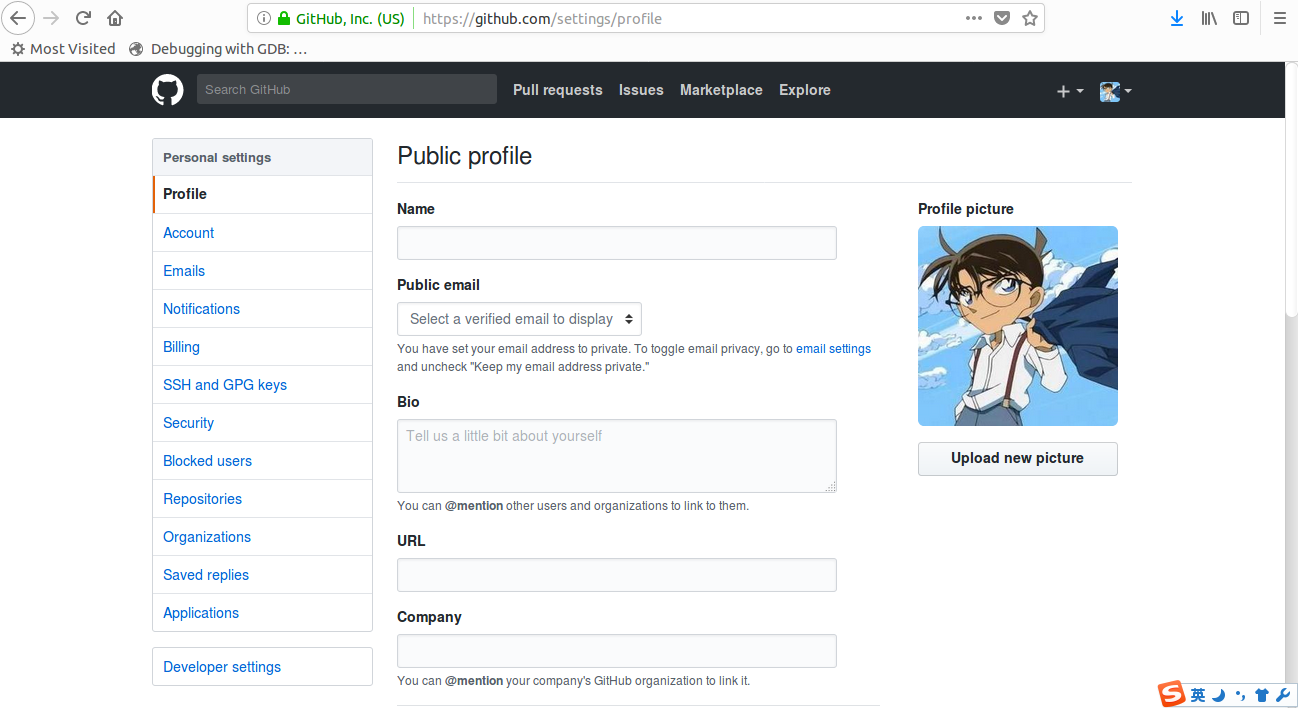 GitHub, Inc. (US) https://github.com/settings/profile
Most Visited Debugging with GDB: …
Search GitHub Pull requests Issues Marketplace Explore
Personal settings
Profile
Account
Emails
Notifications
Billing
SSH and GPG keys
Security
Blocked users
Repositories
Organizations
Saved replies
Applications
Developer settings
Public profile
Name
Public email
Select a verified email to display
You have set your email address to private. To toggle email privacy, go to email settings
and uncheck "Keep my email address private."
Bio
Tell us a little bit about yourself
You can @mention other users and organizations to link to them.
URL
Company
You can @mention your company's GitHub organization to link it.
Profile picture
Upload new picture
S 英